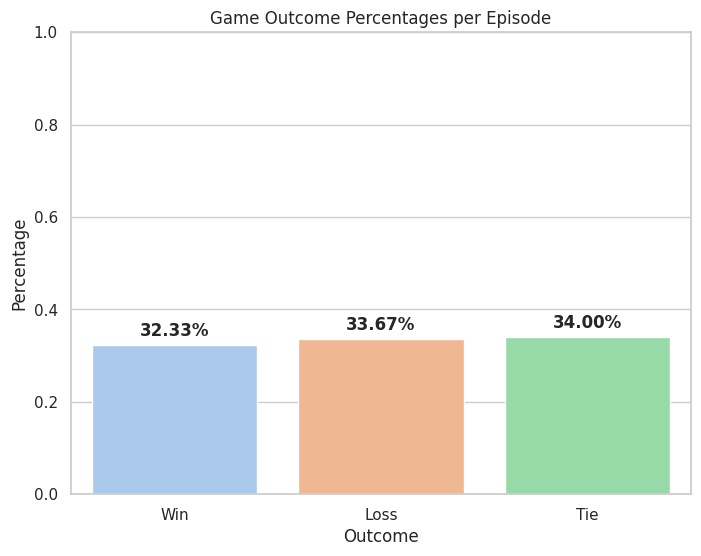 Game Outcome Percentages per Episode
1.0
0.8
0.6
0.4
0.2
0.0
Percentage
32.33%
33.67%
34.00%
Win
Loss
Tie
Outcome